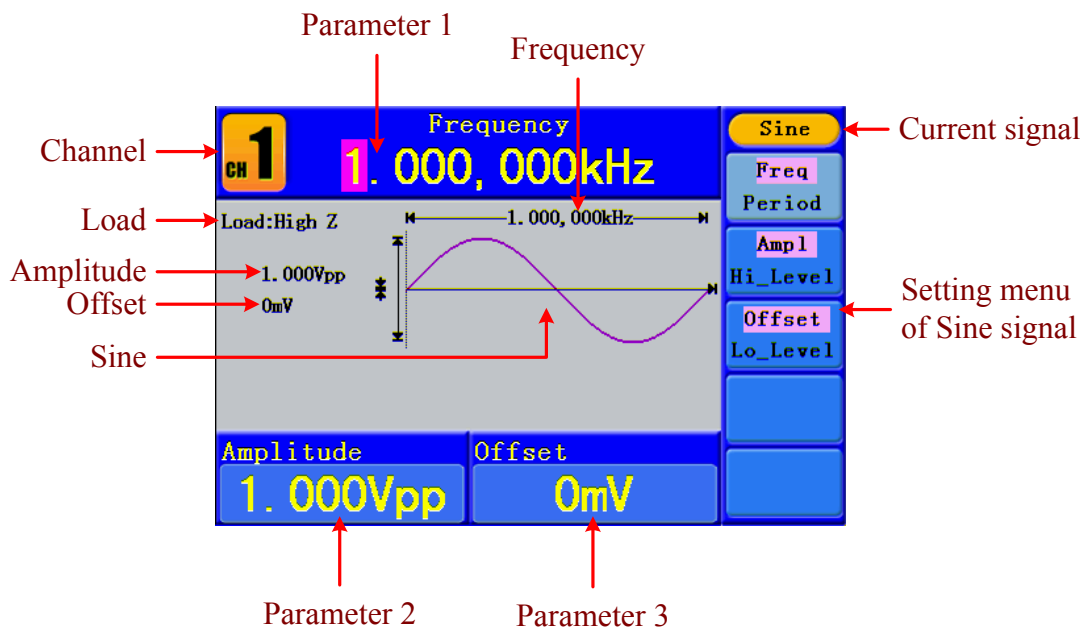 Parameter 1
Frequency
Channel
CH 1
Frequency
1.000,000kHz
Sine
Current signal
Freq
Period
Load
Load:High Z
1.000,000kHz
Amplitude
1.000Vpp
Ampl
Hi_Level
Offset
0mV
Setting menu
of Sine signal
Offset
Lo_Level
Sine
Amplitude
1.000Vpp
Offset
0mV
Parameter 2
Parameter 3